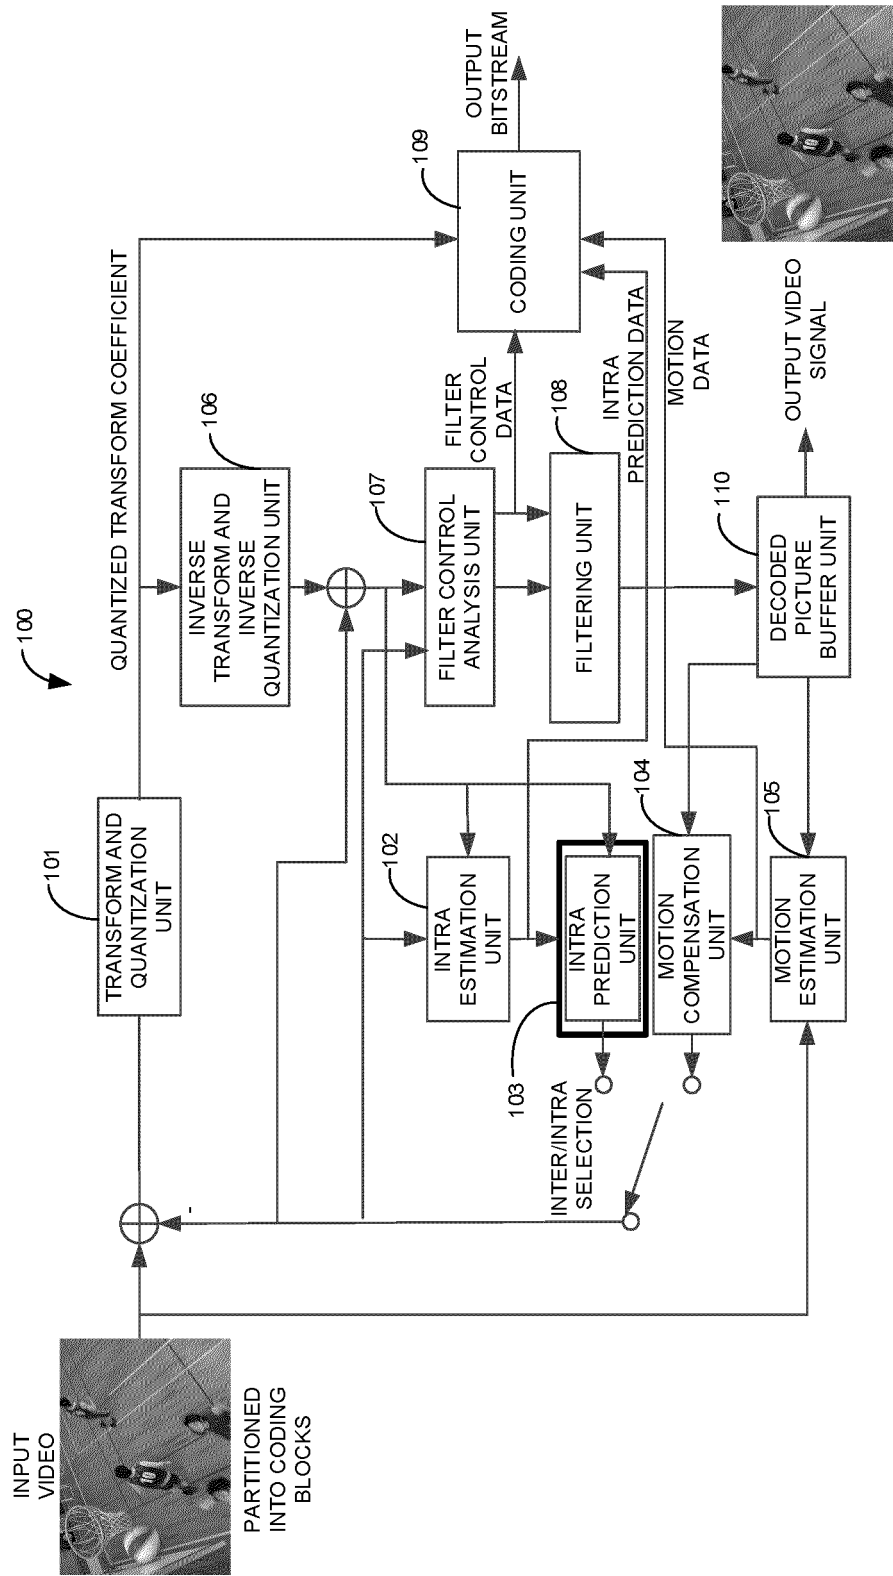 INPUT
VIDEO
PARTITIONED
INTO CODING
BLOCKS
100
101
TRANSFORM AND
QUANTIZATION
UNIT
QUANTIZED TRANSFORM COEFFICIENT
106
INVERSE
TRANSFORM AND
INVERSE
QUANTIZATION UNIT
-
102
INTRA
ESTIMATION
UNIT
107
FILTER CONTROL
ANALYSIS UNIT
FILTER
CONTROL
DATA
109
CODING UNIT
OUTPUT
BITSTREAM
INTER/INTRA
SELECTION
103
INTRA
PREDICTION
UNIT
108
FILTERING UNIT
INTRA
PREDICTION DATA
MOTION
DATA
104
MOTION
COMPENSATION
UNIT
105
MOTION
ESTIMATION
UNIT
110
DECODED
PICTURE
BUFFER UNIT
OUTPUT VIDEO
SIGNAL
10
10